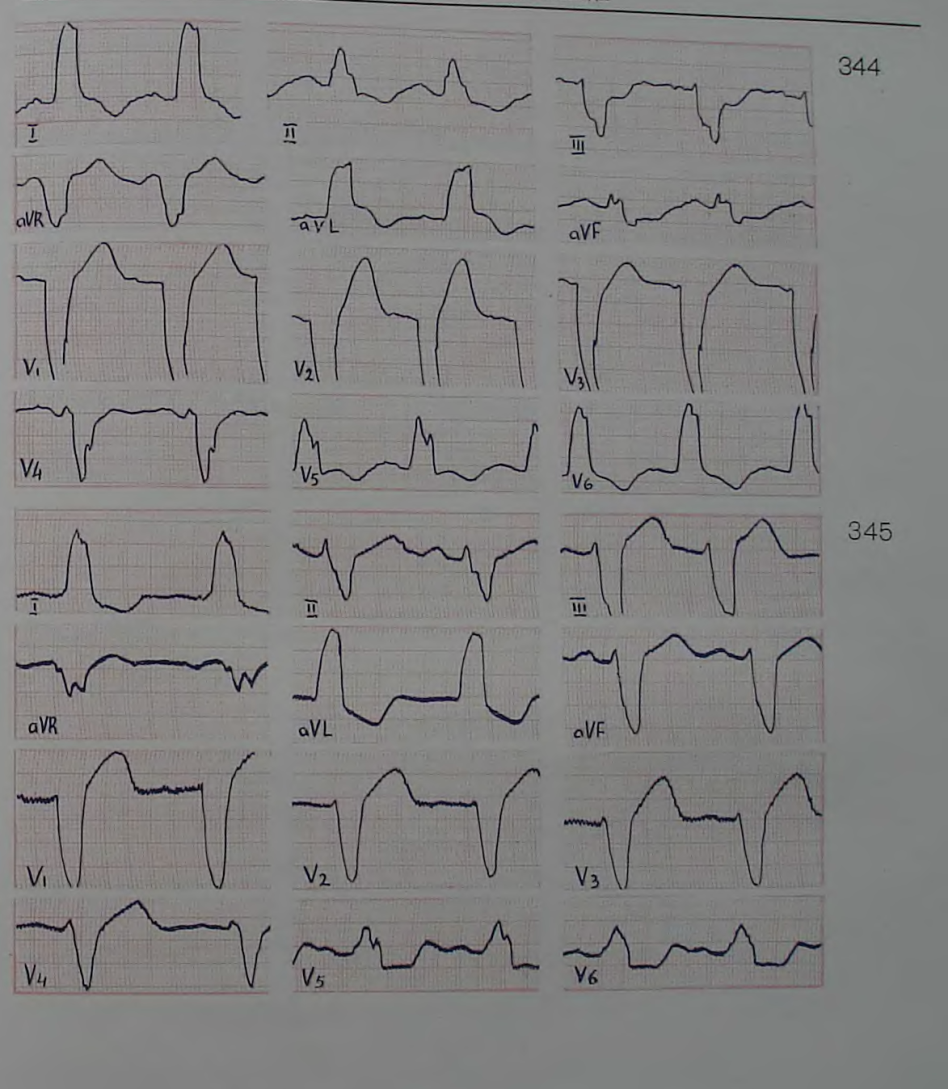 344
I II III
aVR aVL aVF
V1 V2 V3
V4 V5 V6
345
I II III
aVR aVL aVF
V1 V2 V3
V4 V5 V6